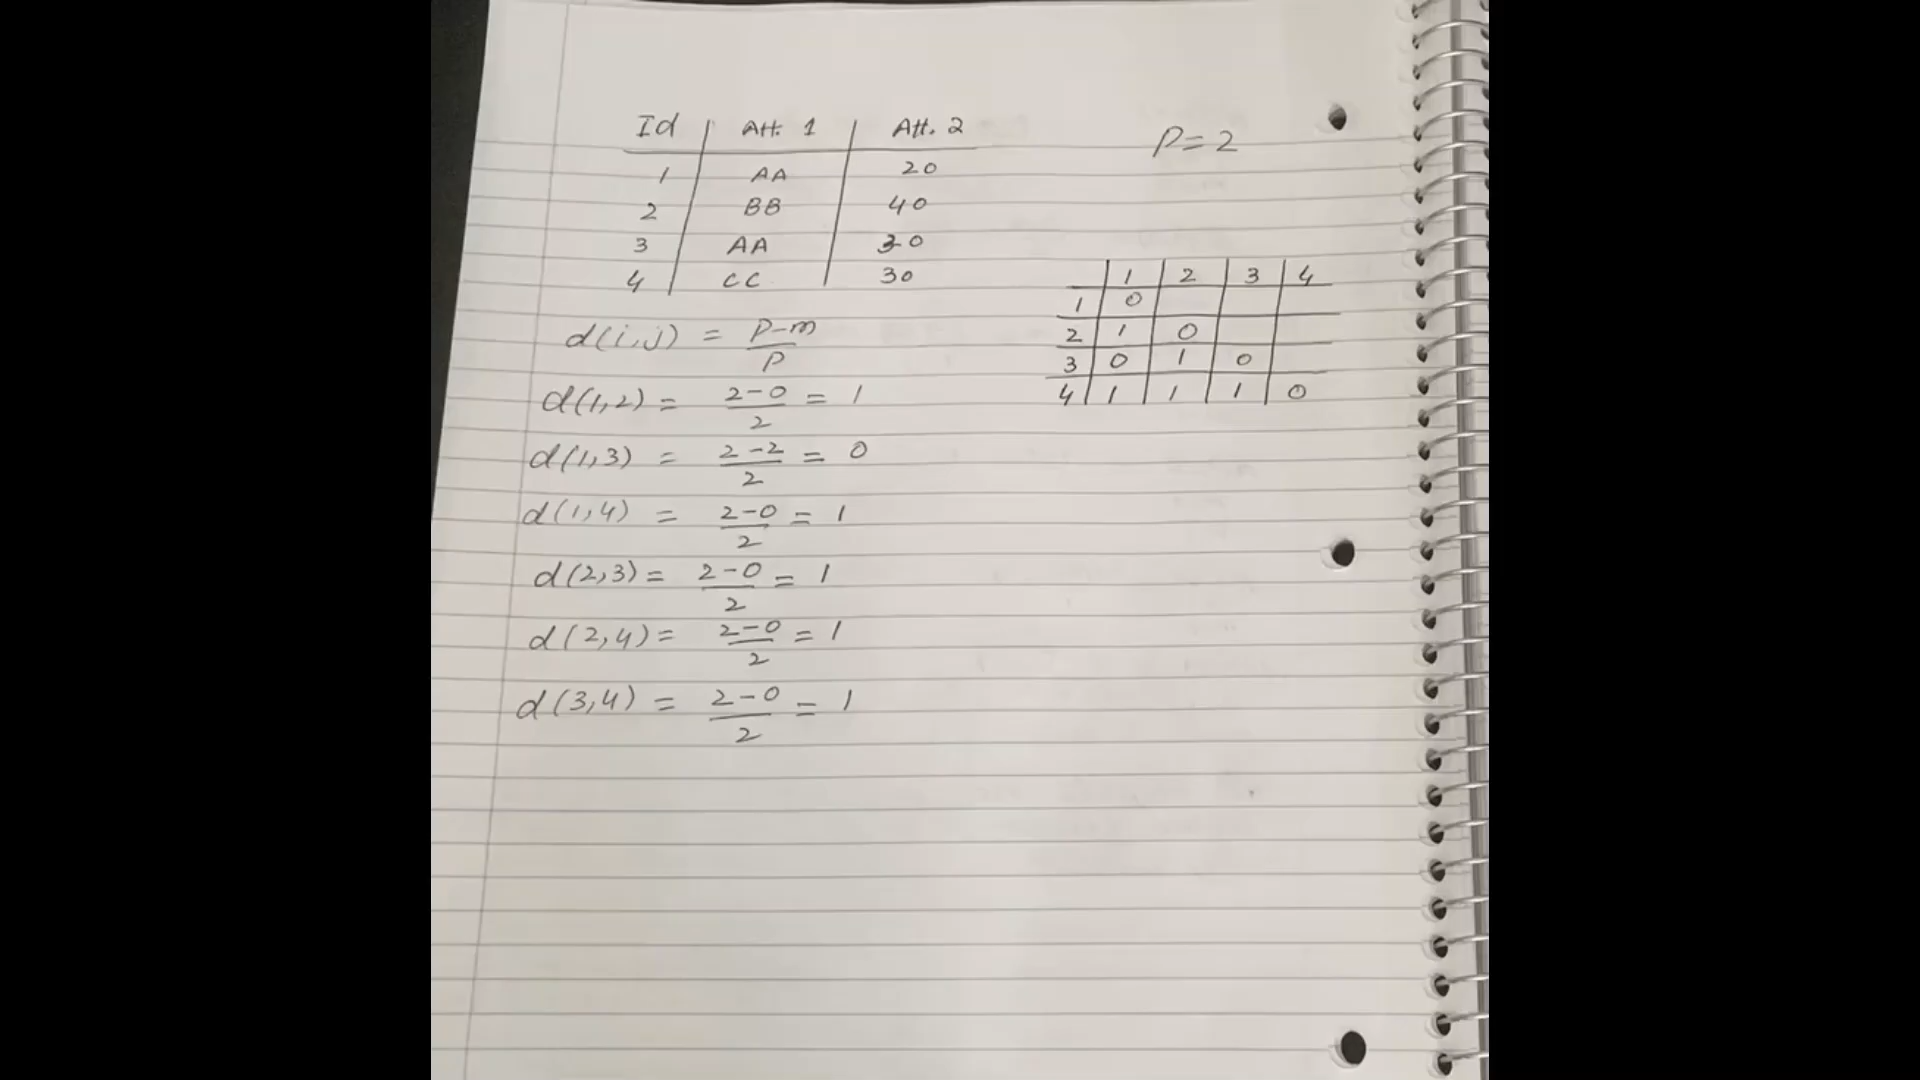 Id Att. 1 Att. 2
1 AA 20
2 BB 40
3 AA 30
4 CC 30
P=2
1 2 3 4
1 0
2 1 0
3 0 1 0
4 1 1 1 0
d(i,j) = P-m/P
d(1,2) = 2-0/2 = 1
d(1,3) = 2-2/2 = 0
d(1,4) = 2-0/2 = 1
d(2,3) = 2-0/2 = 1
d(2,4) = 2-0/2 = 1
d(3,4) = 2-0/2 = 1